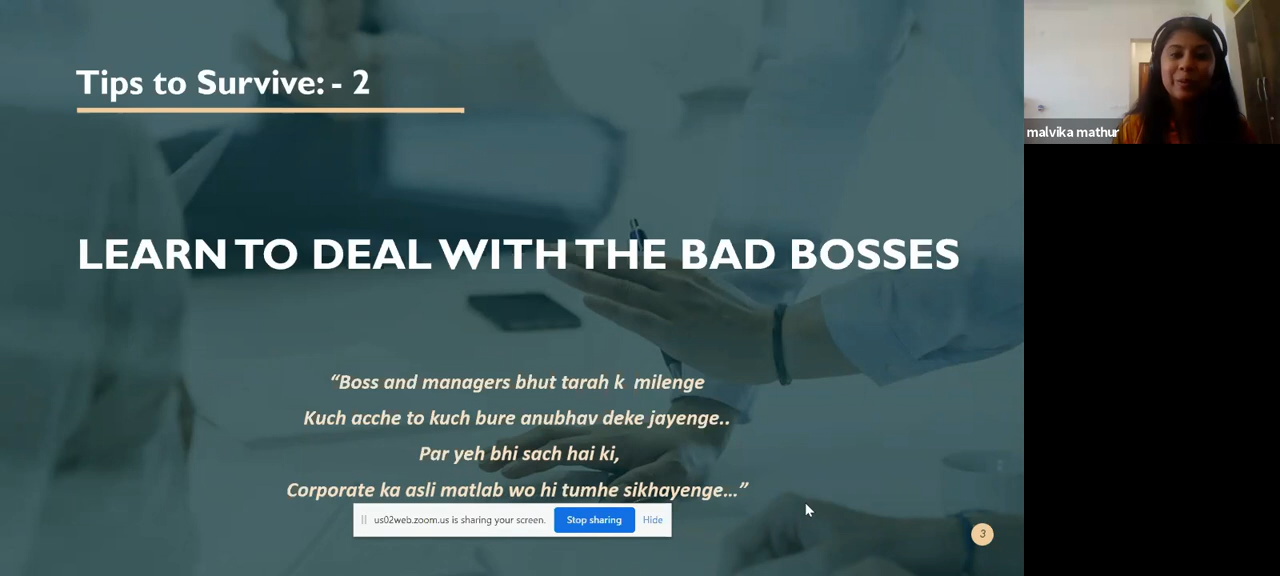 Tips to Survive: - 2
malvika mathur
LEARN TO DEAL WITH THE BAD BOSSES
“Boss and managers bhut tarah k milenge
Kuch acche to kuch bure anubhav deke jayenge..
Par yeh bhi sach hai ki,
Corporate ka asli matlab wo hi tumhe sikhayenge...”
us02web.zoom.us is sharing your screen. Stop sharing Hide
3